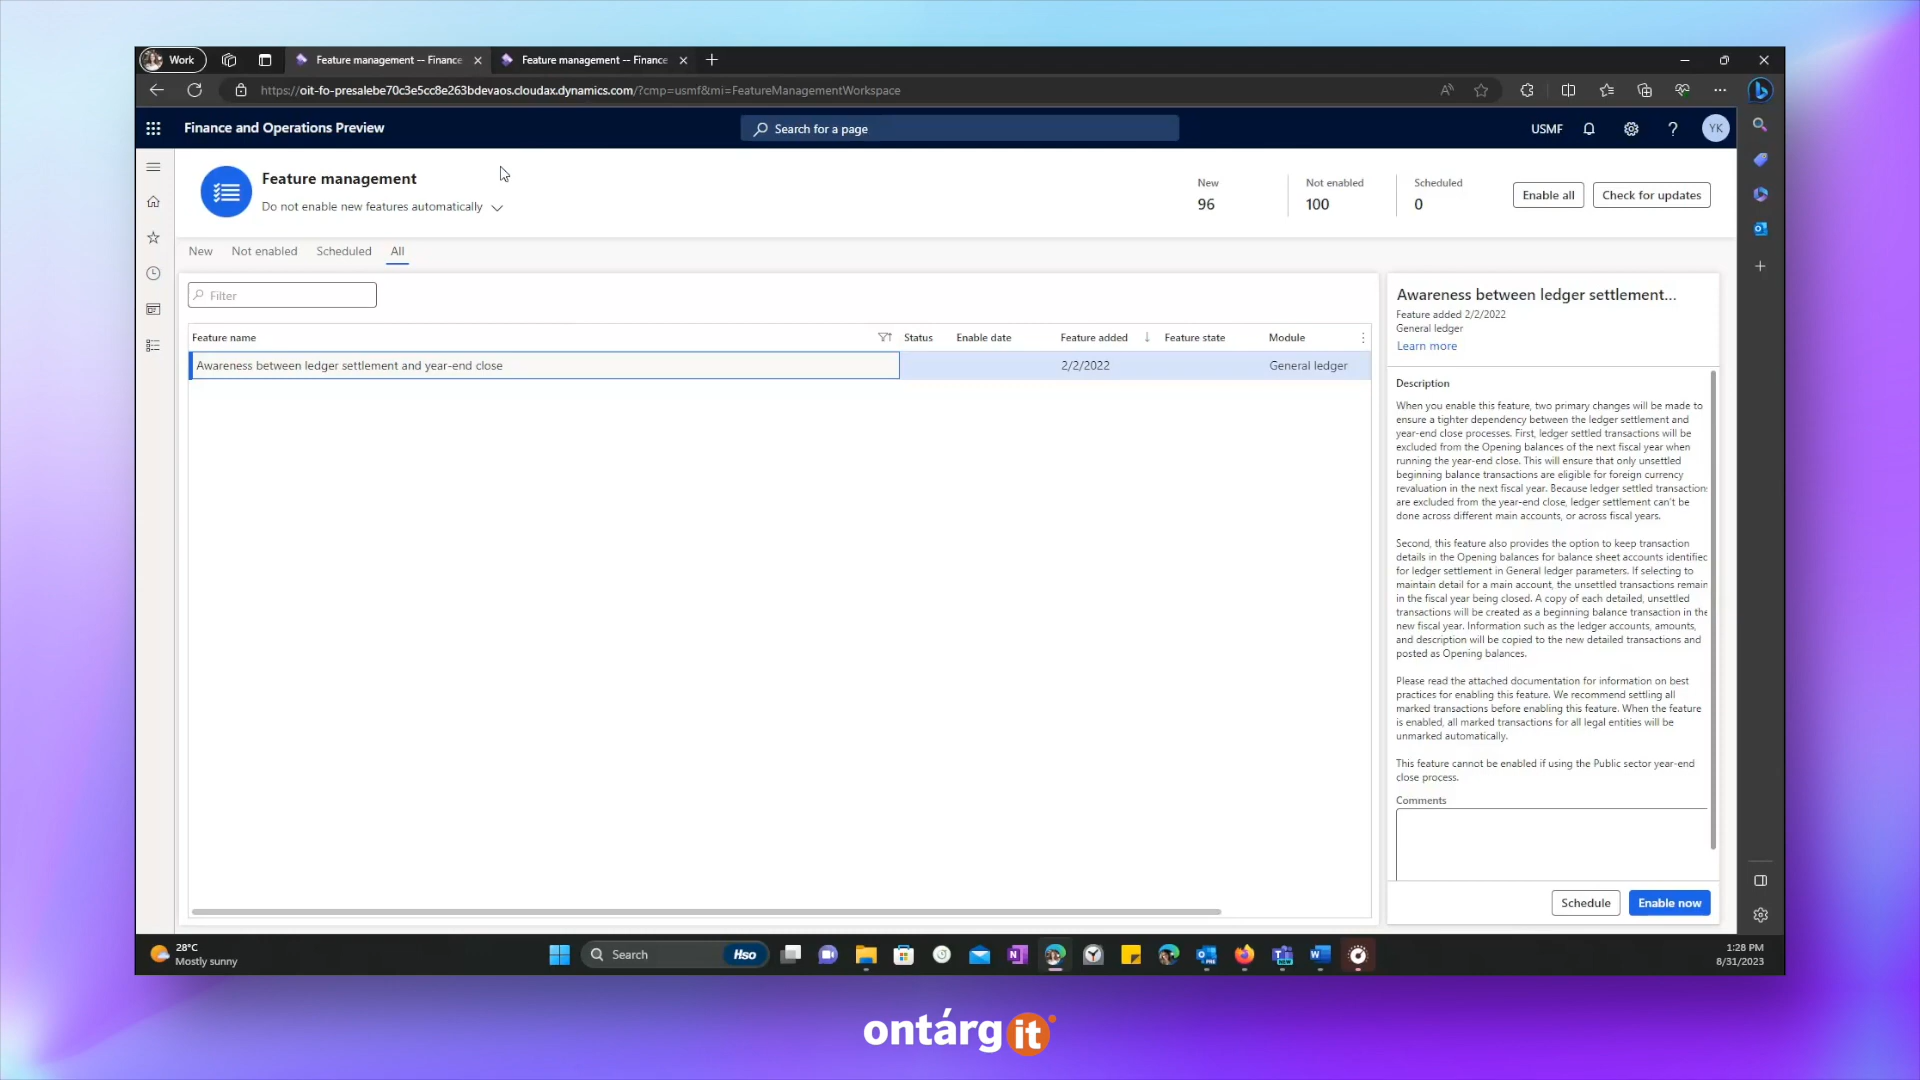 Work
Feature management -- Finance
Feature management -- Finance
https://oit-fo-presalebe70c3e5cc8e263bdevaos.cloudax.dynamics.com/?cmp=usmf&mi=FeatureManagementWorkspace
Finance and Operations Preview
Search for a page
USMF
YK
Feature management
Do not enable new features automatically
New
96
Not enabled
100
Scheduled
0
Enable all
Check for updates
New
Not enabled
Scheduled
All
Filter
Feature name
Status
Enable date
Feature added
Feature state
Module
Awareness between ledger settlement and year-end close
2/2/2022
General ledger
Awareness between ledger settlement...
Feature added 2/2/2022
General ledger
Learn more
Description
When you enable this feature, two primary changes will be made to
ensure a tighter dependency between the ledger settlement and
year-end close processes. First, ledger settled transactions will be
excluded from the Opening balances of the next fiscal year when
running the year-end close. This will ensure that only unsettled
beginning balance transactions are eligible for foreign currency
revaluation in the next fiscal year. Because ledger settled transactions
are excluded from the year-end close, ledger settlement can't be
done across different main accounts, or across fiscal years.
Second, this feature also provides the option to keep transaction
details in the Opening balances for balance sheet accounts identified
for ledger settlement in General ledger parameters. If selecting to
maintain detail for a main account, the unsettled transactions remain
in the fiscal year being closed. A copy of each detailed, unsettled
transactions will be created as a beginning balance transaction in the
new fiscal year. Information such as the ledger accounts, amounts,
and description will be copied to the new detailed transactions and
posted as Opening balances.
Please read the attached documentation for information on best
practices for enabling this feature. We recommend settling all
marked transactions before enabling this feature. When the feature
is enabled, all marked transactions for all legal entities will be
unmarked automatically.
This feature cannot be enabled if using the Public sector year-end
close process.
Comments
Schedule
Enable now
28°C
Mostly sunny
Search
Hso
1:28 PM
8/31/2023
ontárgit